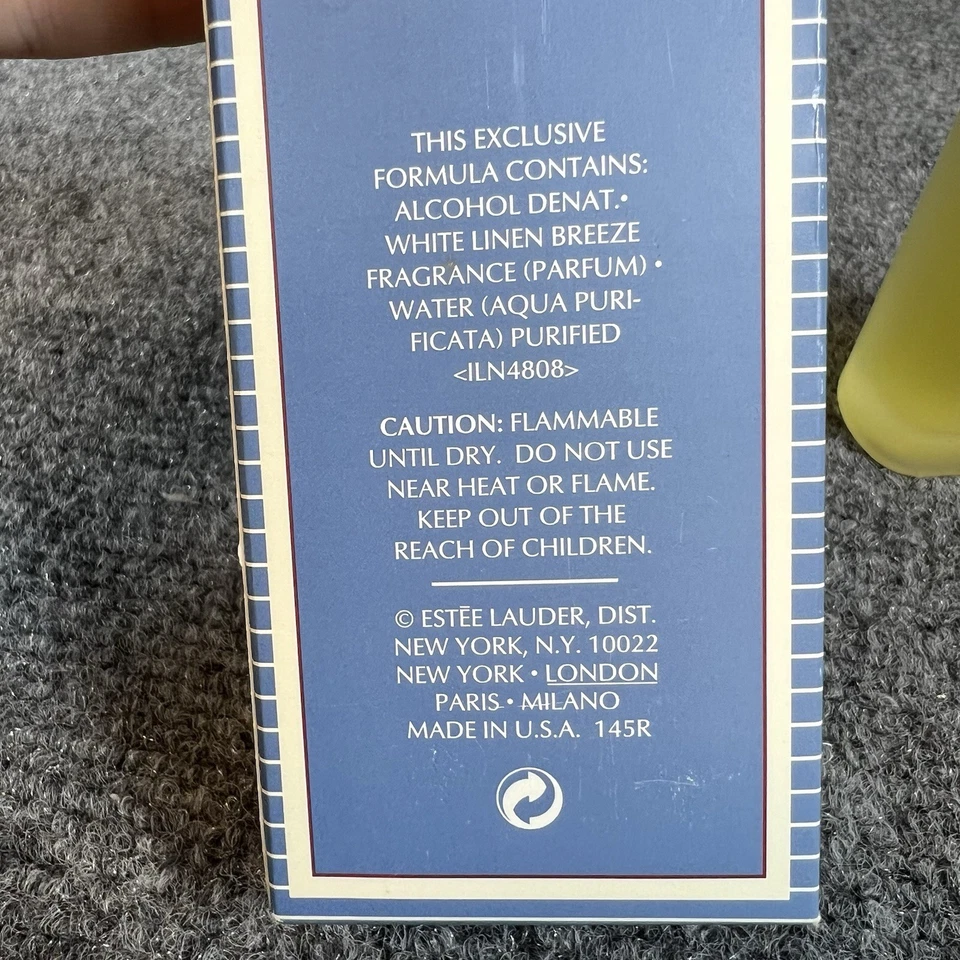 THIS EXCLUSIVE
FORMULA CONTAINS:
ALCOHOL DENAT.•
WHITE LINEN BREEZE
FRAGRANCE (PARFUM) •
WATER (AQUA PURI-
FICATA) PURIFIED
<ILN4808>
CAUTION: FLAMMABLE
UNTIL DRY. DO NOT USE
NEAR HEAT OR FLAME.
KEEP OUT OF THE
REACH OF CHILDREN.
© ESTĒE LAUDER, DIST.
NEW YORK, N.Y. 10022
NEW YORK • LONDON
PARIS • MILANO
MADE IN U.S.A. 145R